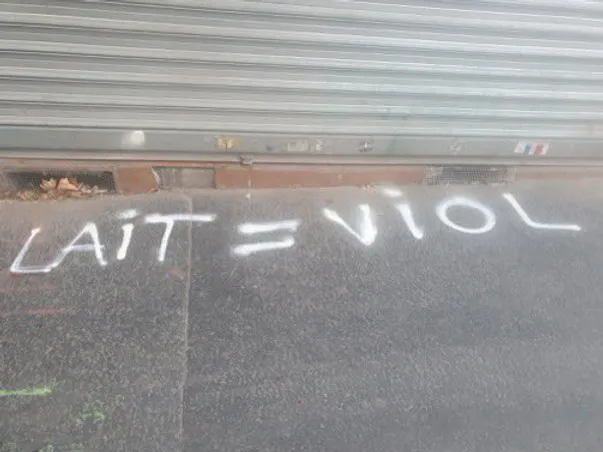 LAiT = ViOL